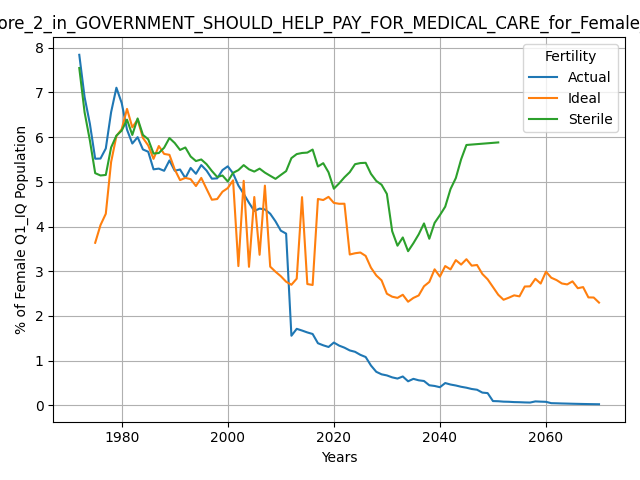 ore_2_in_GOVERNMENT_SHOULD_HELP_PAY_FOR_MEDICAL_CARE_for_Female
% of Female Q1_IQ Population
8
7
6
5
4
3
2
1
0
Fertility
Actual
Ideal
Sterile
1980 2000 2020 2040 2060
Years